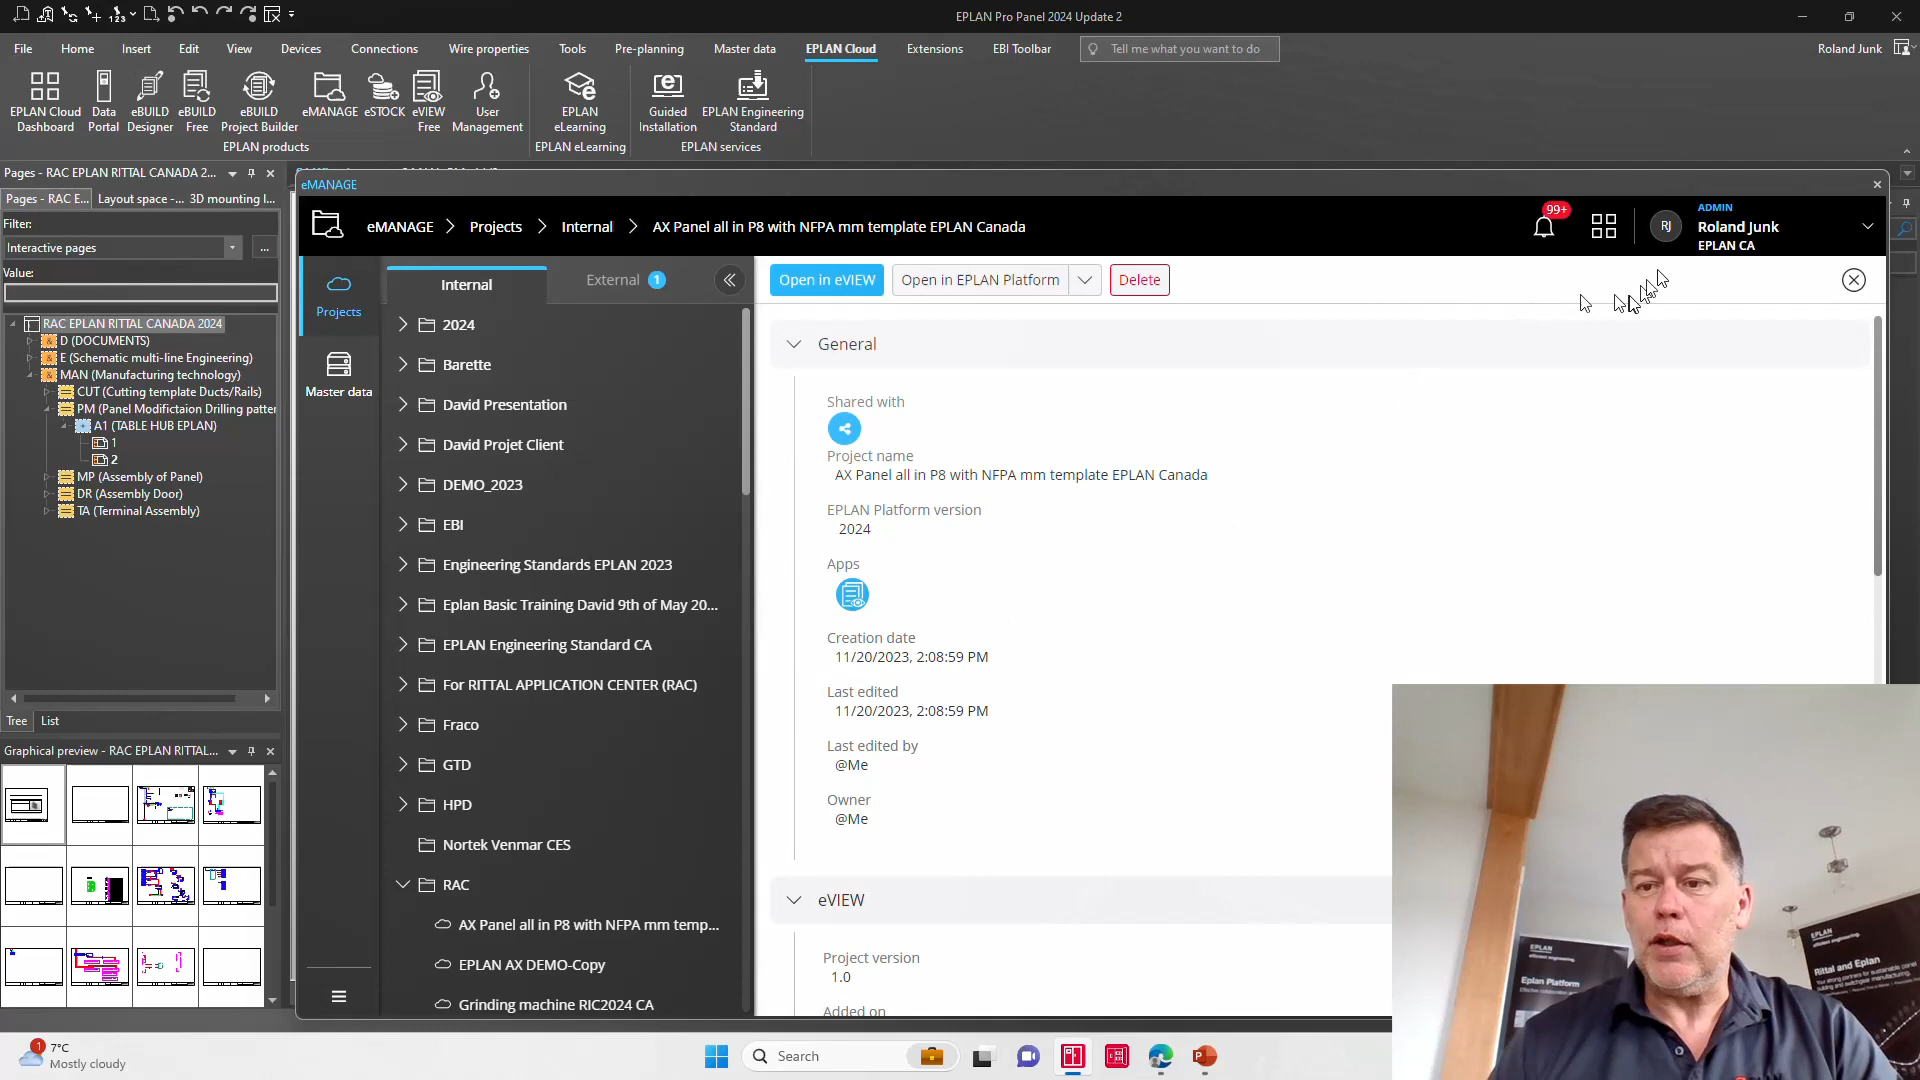 EPLAN Pro Panel 2024 Update 2
File Home Insert Edit View Devices Connections Wire properties Tools Pre-planning Master data EPLAN Cloud Extensions EBI Toolbar Tell me what you want to do Roland Junk
EPLAN Cloud Dashboard
Data Portal
eBUILD Designer
eBUILD Free
eBUILD Project Builder
eMANAGE
eSTOCK
eVIEW Free
User Management
EPLAN eLearning
Guided Installation
EPLAN Engineering Standard
EPLAN products
EPLAN eLearning
EPLAN services
Pages - RAC EPLAN RITTAL CANADA 2...
Pages - RAC E... Layout space -... 3D mounting l...
Filter:
Interactive pages
...
Value:
RAC EPLAN RITTAL CANADA 2024
D (DOCUMENTS)
E (Schematic multi-line Engineering)
MAN (Manufacturing technology)
CUT (Cutting template Ducts/Rails)
PM (Panel Modifictaion Drilling patter
A1 (TABLE HUB EPLAN)
1
2
MP (Assembly of Panel)
DR (Assembly Door)
TA (Terminal Assembly)
Tree List
Graphical preview - RAC EPLAN RITTAL...
eMANAGE
eMANAGE Projects Internal AX Panel all in P8 with NFPA mm template EPLAN Canada
99+
RJ
ADMIN
Roland Junk
EPLAN CA
Projects
Master data
Internal External 1
2024
Barette
David Presentation
David Projet Client
DEMO_2023
EBI
Engineering Standards EPLAN 2023
Eplan Basic Training David 9th of May 20...
EPLAN Engineering Standard CA
For RITTAL APPLICATION CENTER (RAC)
Fraco
GTD
HPD
Nortek Venmar CES
RAC
AX Panel all in P8 with NFPA mm temp...
EPLAN AX DEMO-Copy
Grinding machine RIC2024 CA
Open in eVIEW Open in EPLAN Platform Delete
General
Shared with
Project name
AX Panel all in P8 with NFPA mm template EPLAN Canada
EPLAN Platform version
2024
Apps
Creation date
11/20/2023, 2:08:59 PM
Last edited
11/20/2023, 2:08:59 PM
Last edited by
@Me
Owner
@Me
eVIEW
Project version
1.0
Added on
EPLAN
efficient engineering.
Eplan Platform
EPLAN
efficient engineering.
Rittal and Eplan
1
7°C
Mostly cloudy
Search